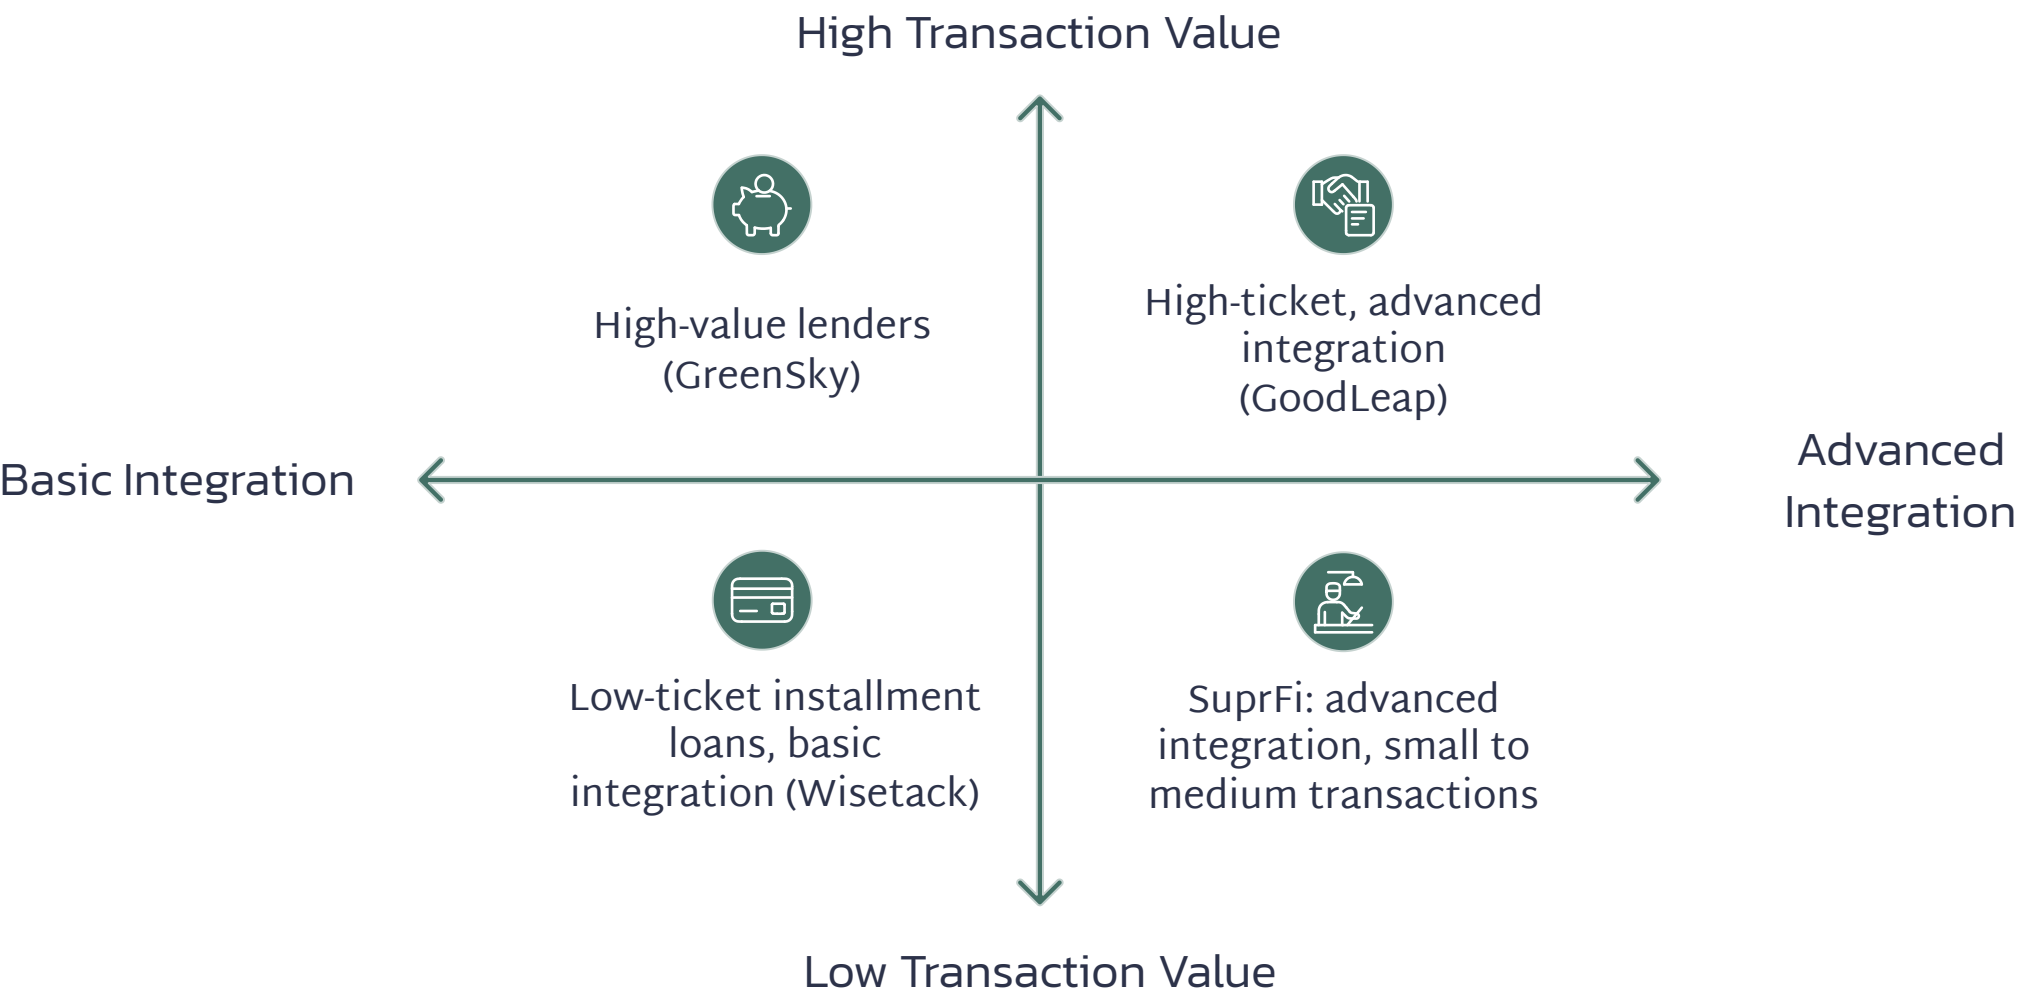 High Transaction Value
High-value lenders
(GreenSky)
High-ticket, advanced
integration
(GoodLeap)
Basic Integration
Advanced
Integration
Low-ticket installment
loans, basic
integration (Wisetack)
SuprFi: advanced
integration, small to
medium transactions
Low Transaction Value